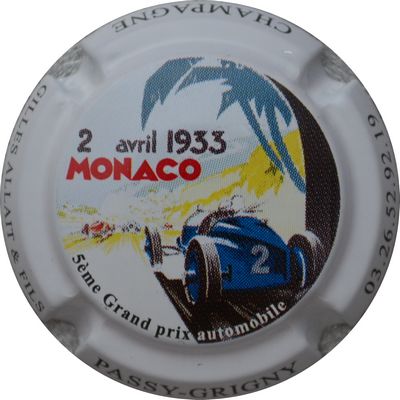 CHAMPAGNE
GILLES ALLAIT & FILS
2 avril 1933
MONACO
2
5ème Grand prix automobile
03.26.52.92.19
PASSY-GRIGNY